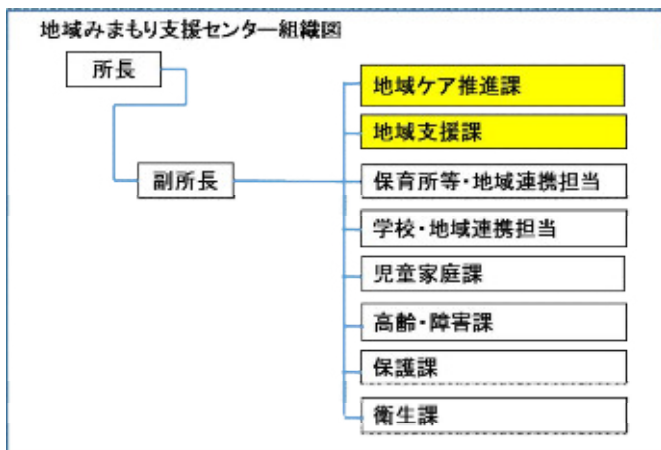 地域みまもり支援センター組織図
所長
副所長
地域ケア推進課
地域支援課
保育所等・地域連携担当
学校・地域連携担当
児童家庭課
高齢・障害課
保護課
衛生課